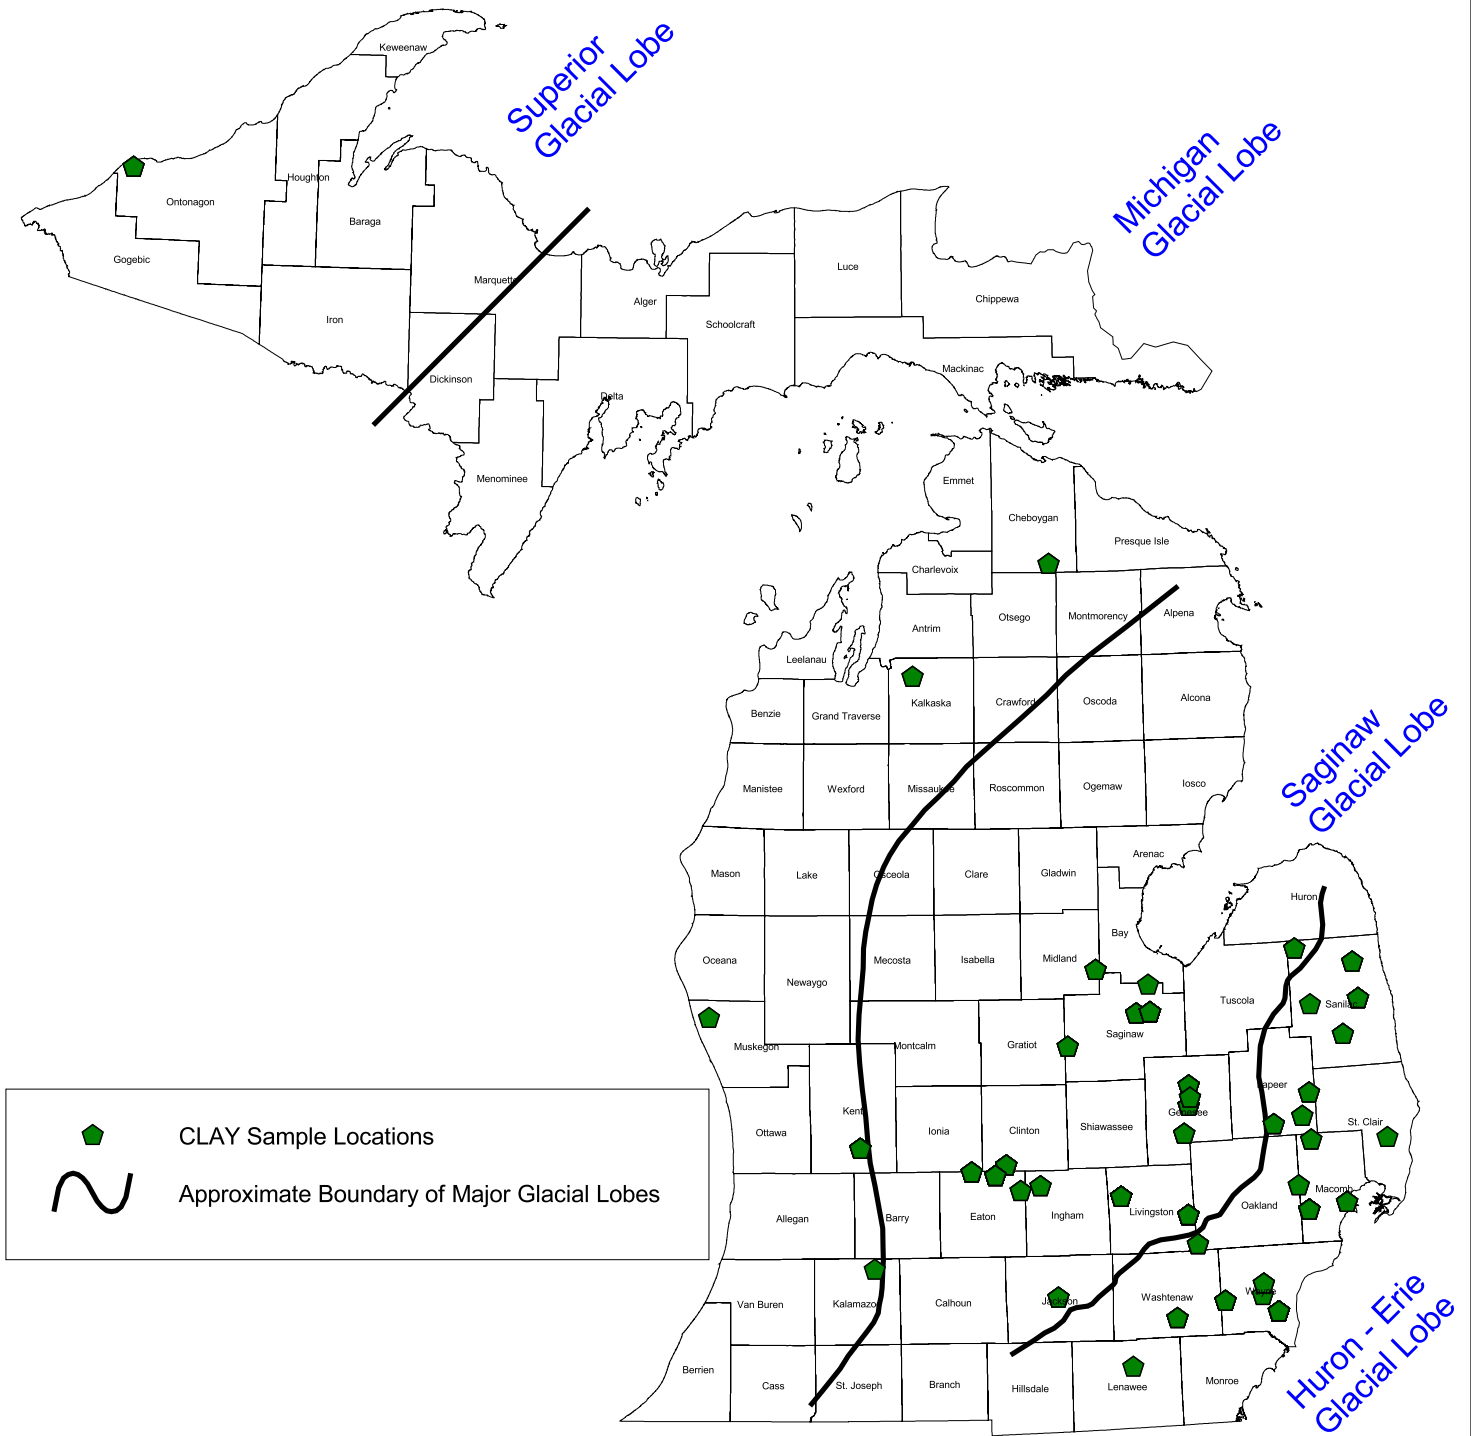 Keweenaw
Superior
Glacial Lobe
Michigan
Glacial Lobe
Houghton
Ontonagon
Baraga
Gogebic
Marquette
Luce
Alger
Chippewa
Iron
Schoolcraft
Mackinac
Dickinson
Delta
Menominee
Emmet
Cheboygan
Presque Isle
Charlevoix
Antrim
Otsego
Montmorency
Alpena
Leelanau
Benzie
Grand Traverse
Kalkaska
Crawford
Oscoda
Alcona
Saginaw
Glacial Lobe
Manistee
Wexford
Missaukee
Roscommon
Ogemaw
Iosco
Arenac
Mason
Lake
Osceola
Clare
Gladwin
Huron
Bay
Oceana
Newaygo
Mecosta
Isabella
Midland
Tuscola
Sanilac
Muskegon
Montcalm
Gratiot
Saginaw
Lapeer
Kent
Genesee
Ottawa
Ionia
Clinton
Shiawassee
St. Clair
CLAY Sample Locations
Approximate Boundary of Major Glacial Lobes
Allegan
Barry
Eaton
Ingham
Livingston
Oakland
Macomb
Van Buren
Kalamazoo
Calhoun
Jackson
Washtenaw
Wayne
Huron - Erie
Glacial Lobe
Berrien
Cass
St. Joseph
Branch
Hillsdale
Lenawee
Monroe